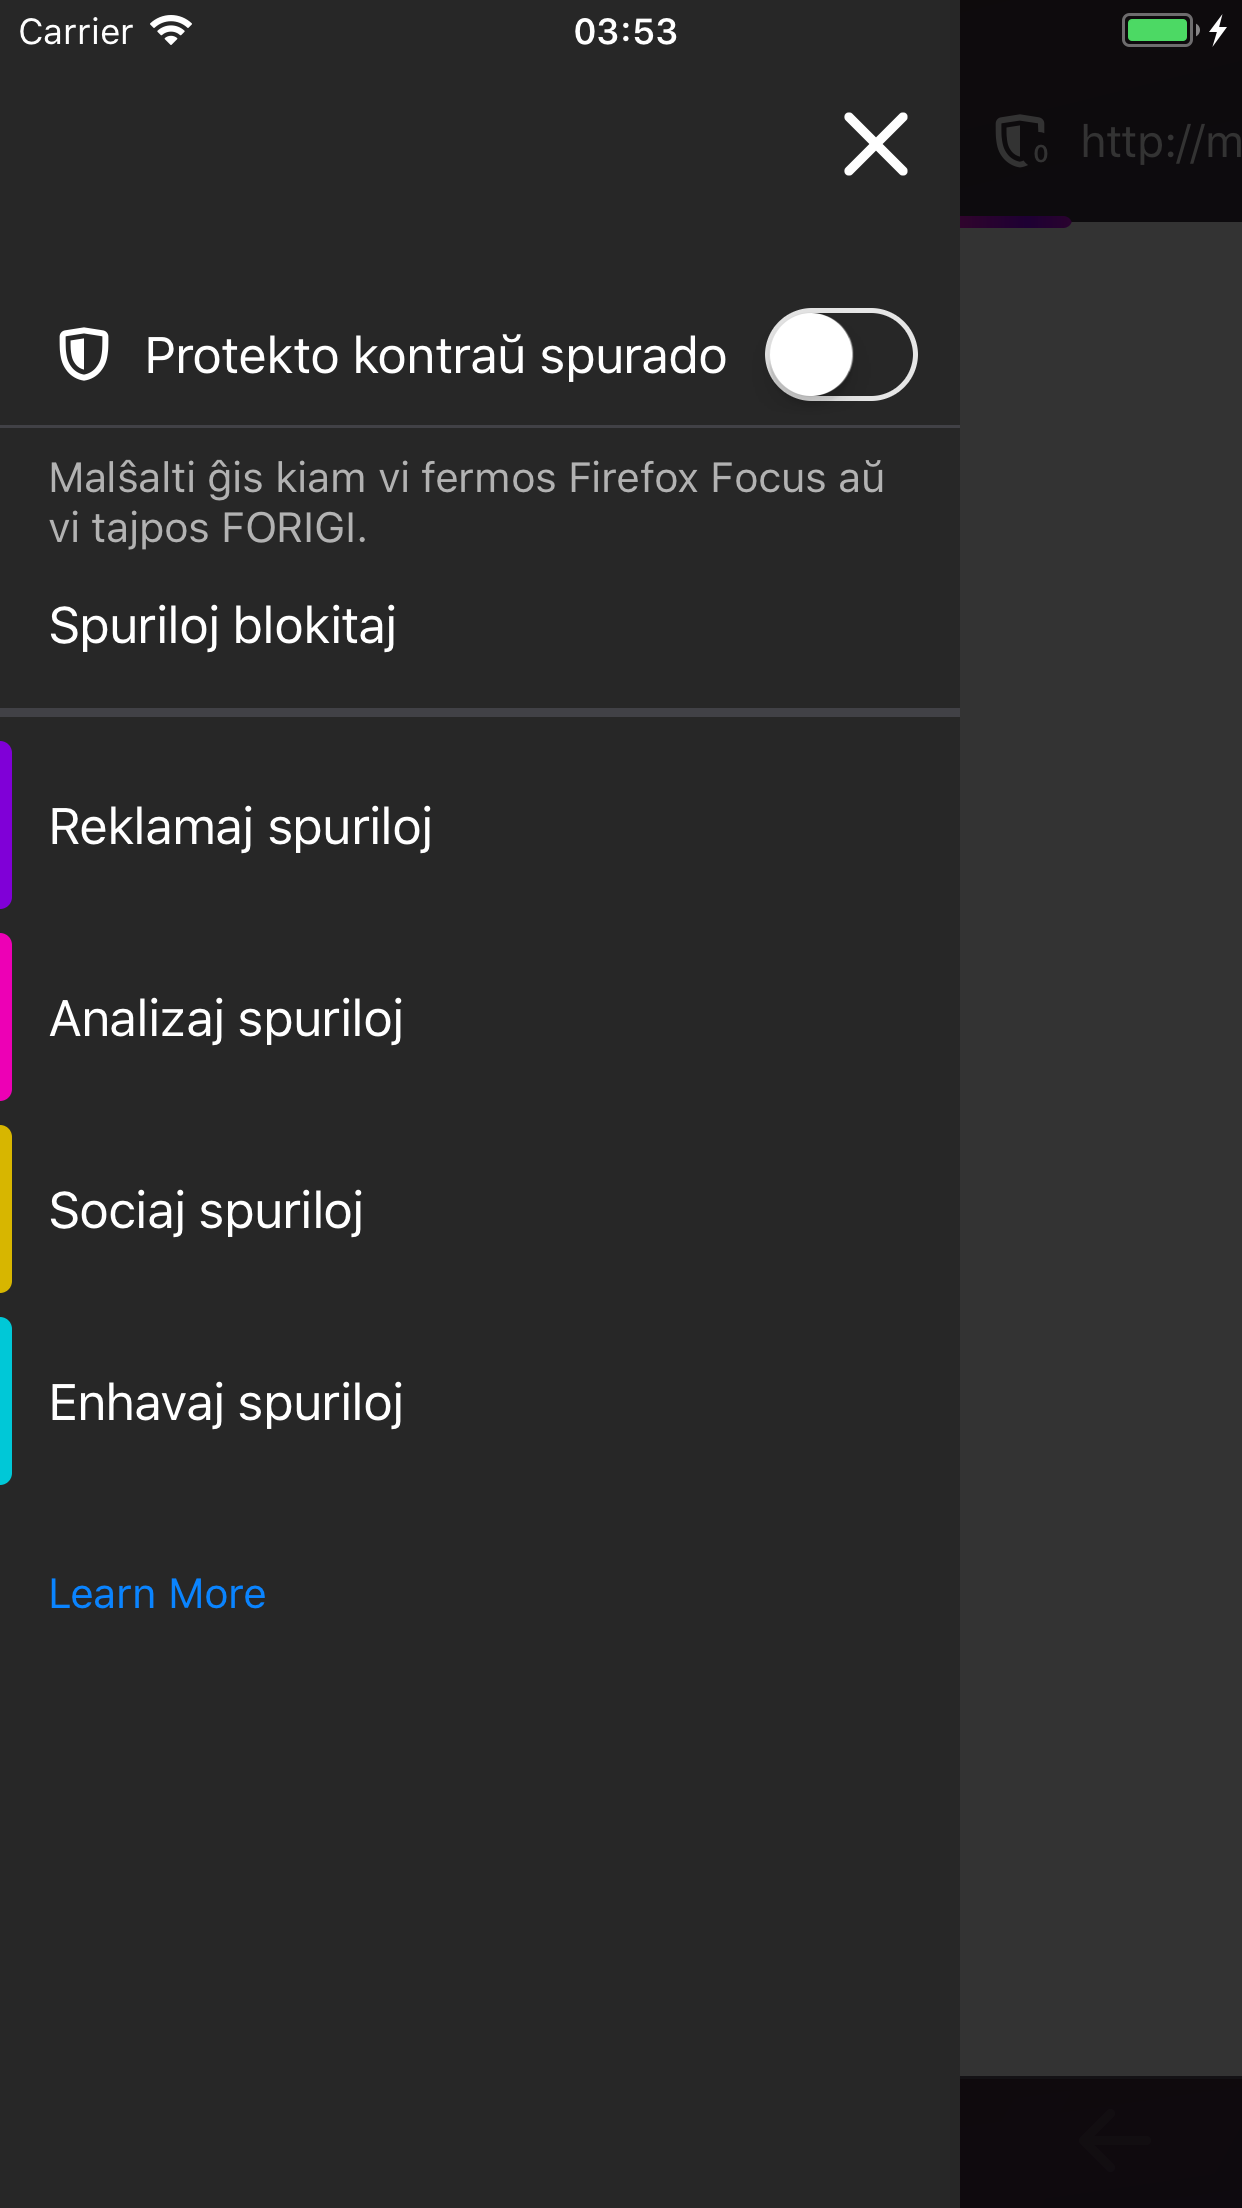 Carrier
03:53
0
http://m
Protekto kontraŭ spurado
Malŝalti ĝis kiam vi fermos Firefox Focus aŭ
vi tajpos FORIGI.
Spuriloj blokitaj
Reklamaj spuriloj
Analizaj spuriloj
Sociaj spuriloj
Enhavaj spuriloj
Learn More